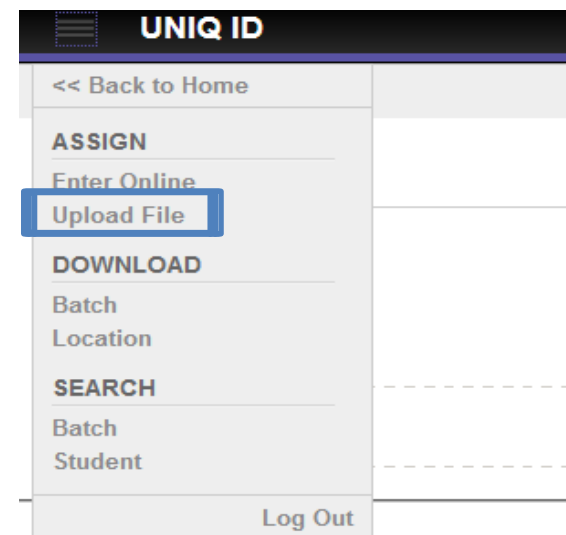 UNIQ ID
<< Back to Home
ASSIGN
Enter Online
Upload File
DOWNLOAD
Batch
Location
SEARCH
Batch
Student
Log Out